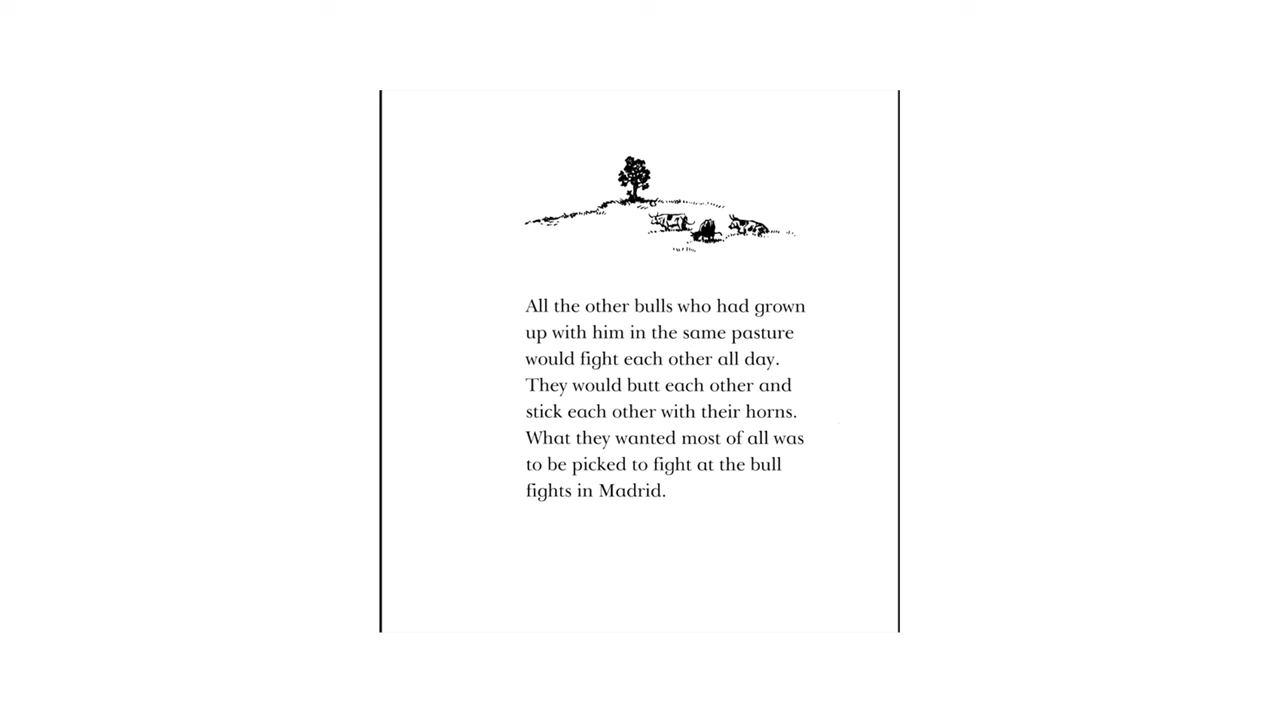 All the other bulls who had grown
up with him in the same pasture
would fight each other all day.
They would butt each other and
stick each other with their horns.
What they wanted most of all was
to be picked to fight at the bull
fights in Madrid.